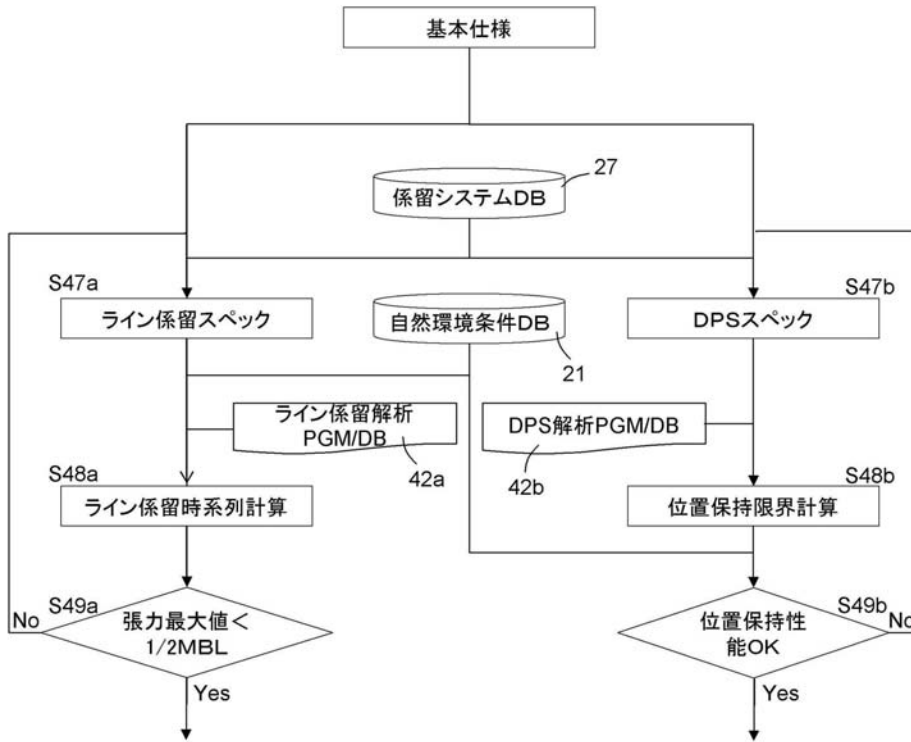 基本仕様
27
係留システムDB
S47a
S47b
ライン係留スペック
自然環境条件DB
DPSスペック
21
ライン係留解析
PGM/DB
DPS解析PGM/DB
42a
42b
S48a
S48b
ライン係留時系列計算
位置保持限界計算
S49a
S49b
No
張力最大値<
1/2MBL
位置保持性
能OK
No
Yes
Yes